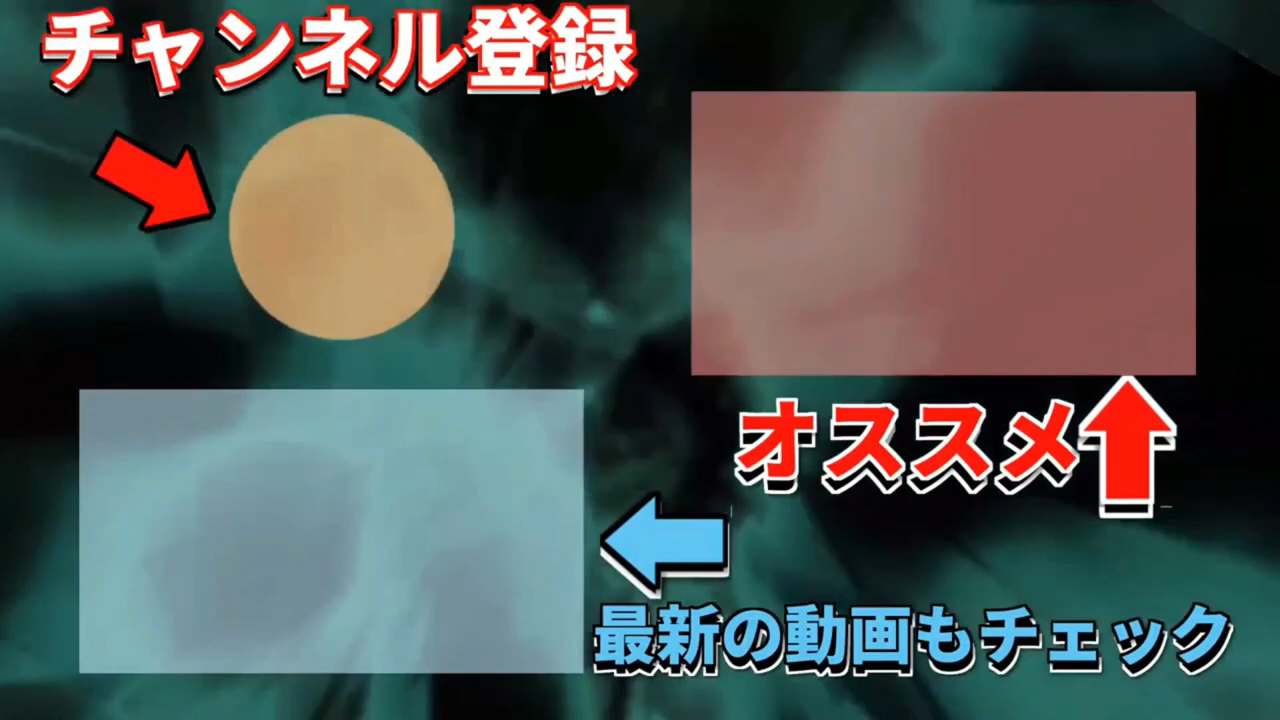 チャンネル登録
オススメ
最新の動画もチェック